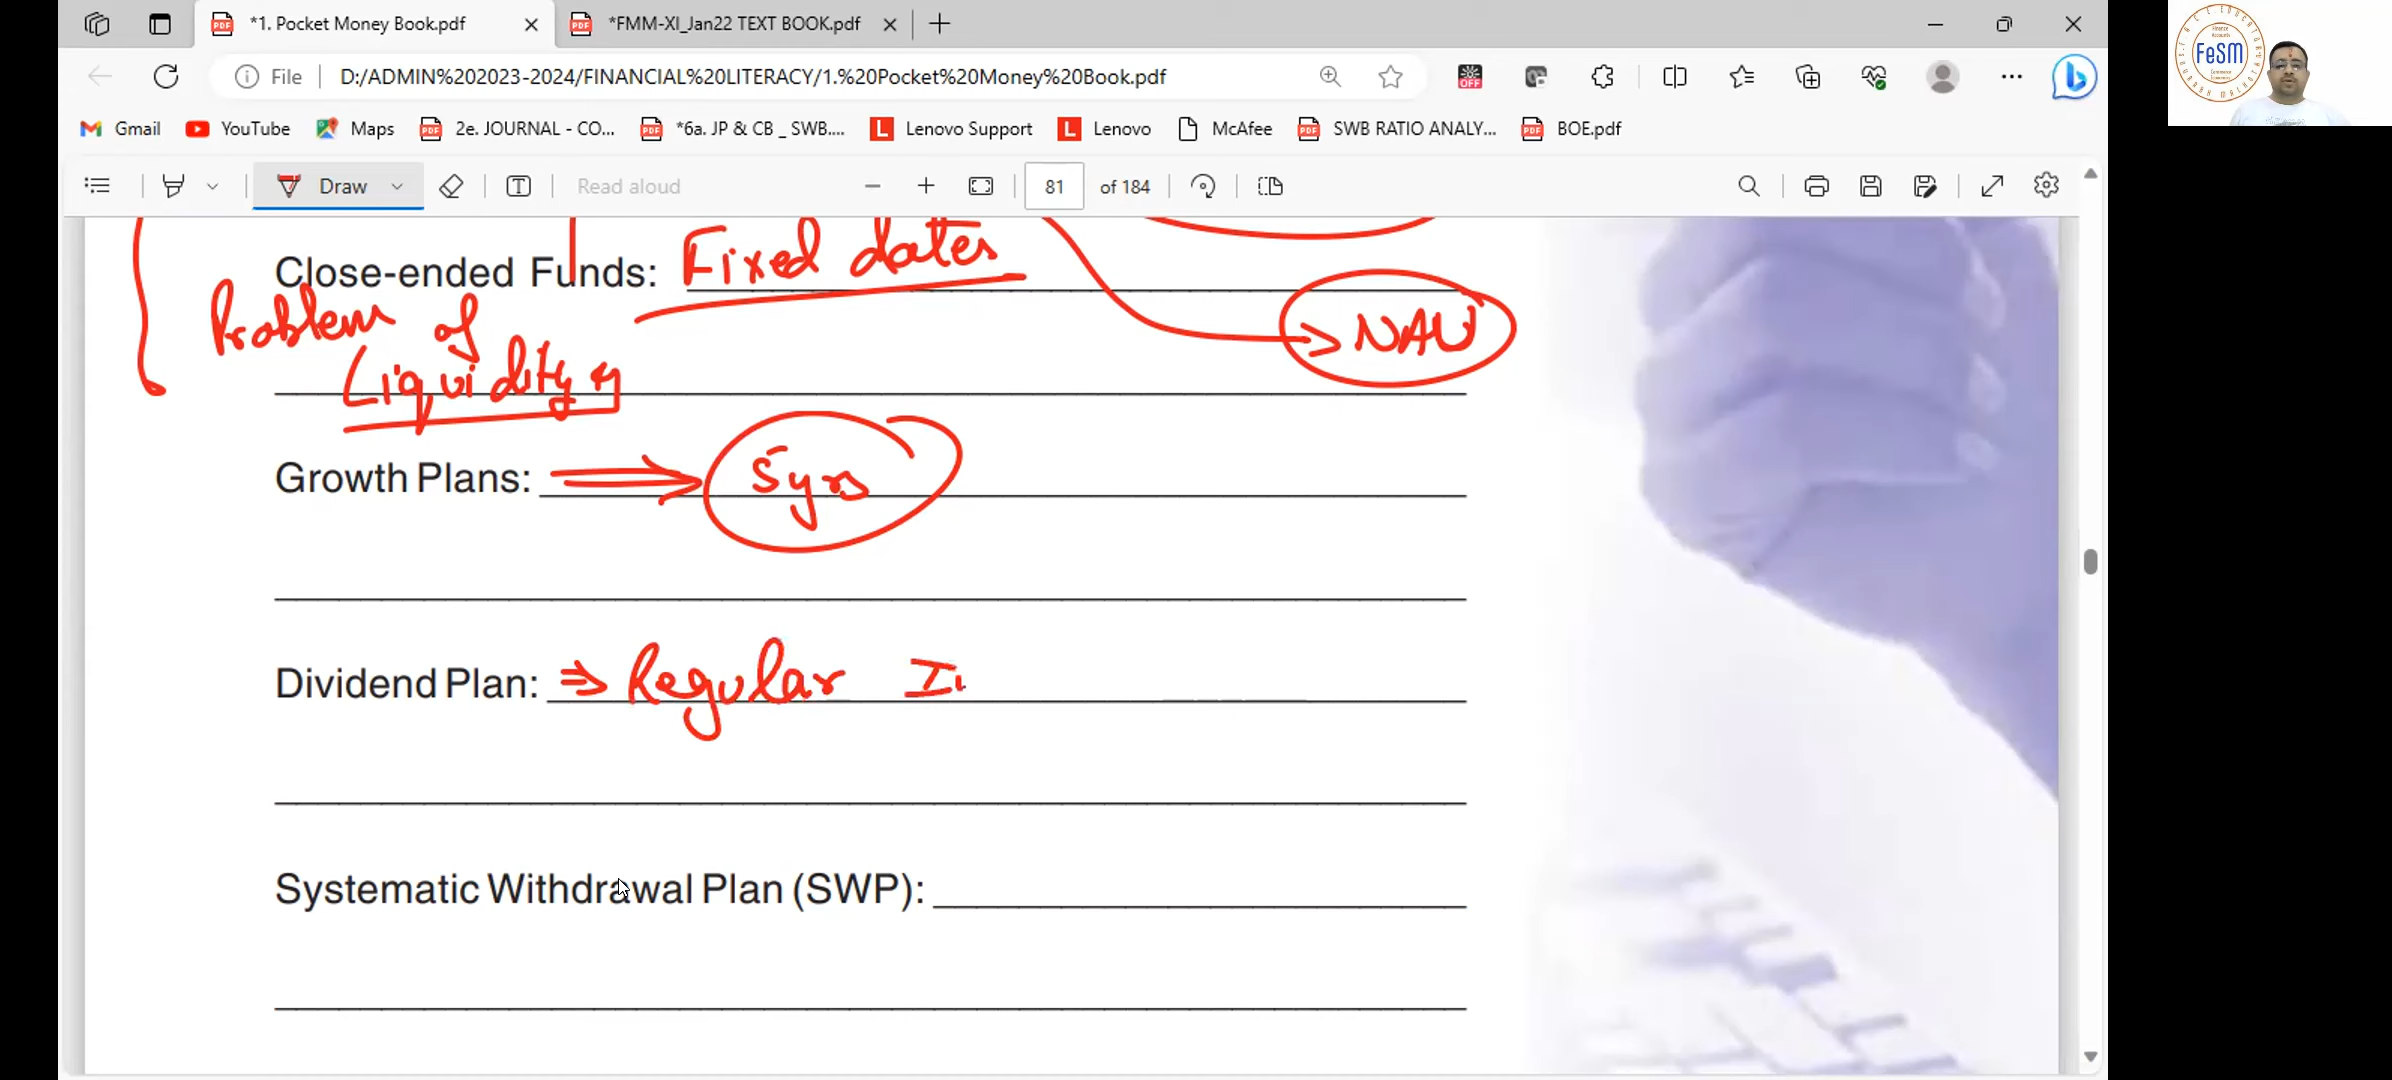 *1. Pocket Money Book.pdf
*FMM-XI_Jan22 TEXT BOOK.pdf
File D:/ADMIN%202023-2024/FINANCIAL%20LITERACY/1.%20Pocket%20Money%20Book.pdf
Gmail YouTube Maps 2e. JOURNAL - CO... *6a. JP & CB _ SWB.... Lenovo Support Lenovo McAfee SWB RATIO ANALY... BOE.pdf
Draw Read aloud 81 of 184
Close-ended Funds: Fixed dates
Problem of
Liquidity
NAV
Growth Plans: 5 yrs
Dividend Plan: ⇒ Regular
Systematic Withdrawal Plan (SWP):
FeSM